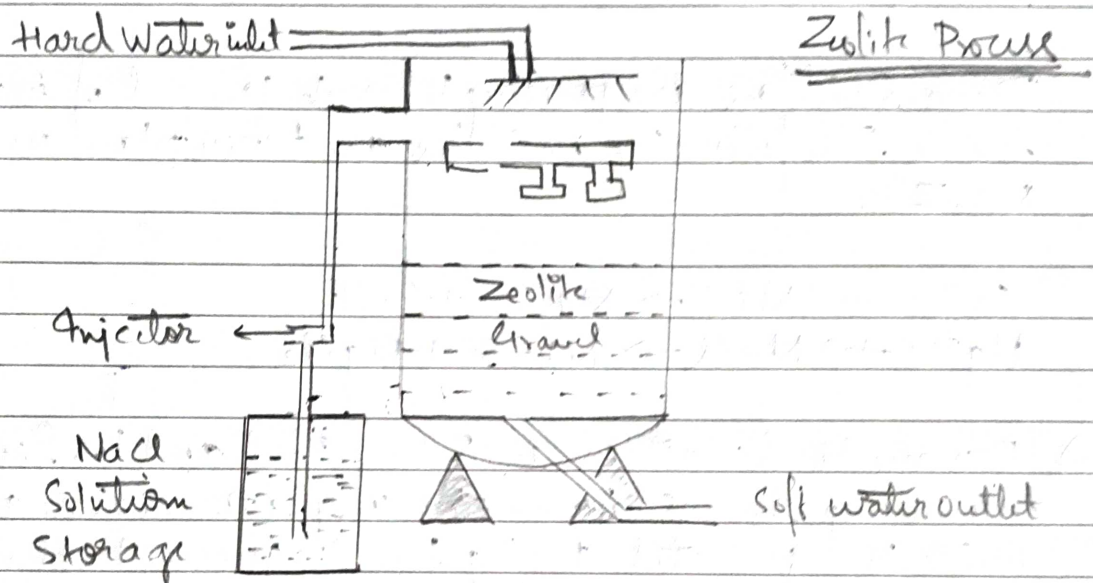 Hard Water inlet
Zeolite Process
Zeolite
Gravel
Injector
NaCl
Solution
Storage
Soft water outlet